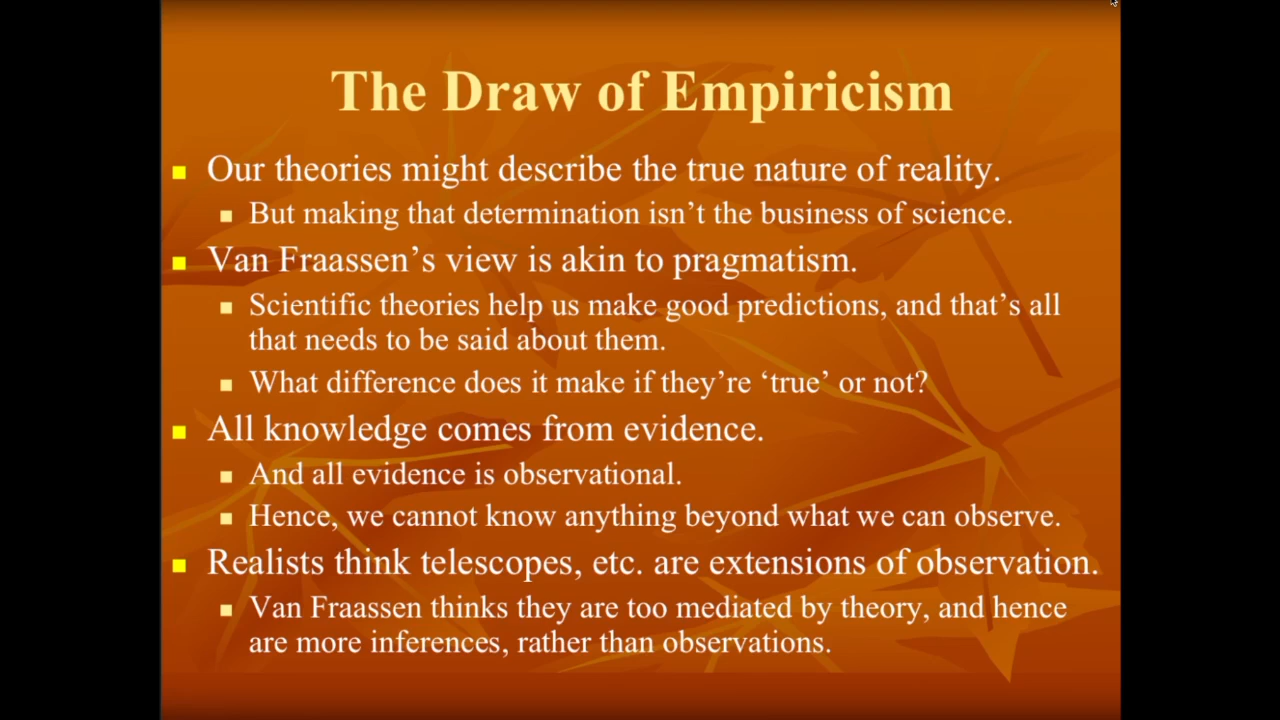 The Draw of Empiricism
Our theories might describe the true nature of reality.
But making that determination isn’t the business of science.
Van Fraassen’s view is akin to pragmatism.
Scientific theories help us make good predictions, and that’s all
that needs to be said about them.
What difference does it make if they’re ‘true’ or not?
All knowledge comes from evidence.
And all evidence is observational.
Hence, we cannot know anything beyond what we can observe.
Realists think telescopes, etc. are extensions of observation.
Van Fraassen thinks they are too mediated by theory, and hence
are more inferences, rather than observations.